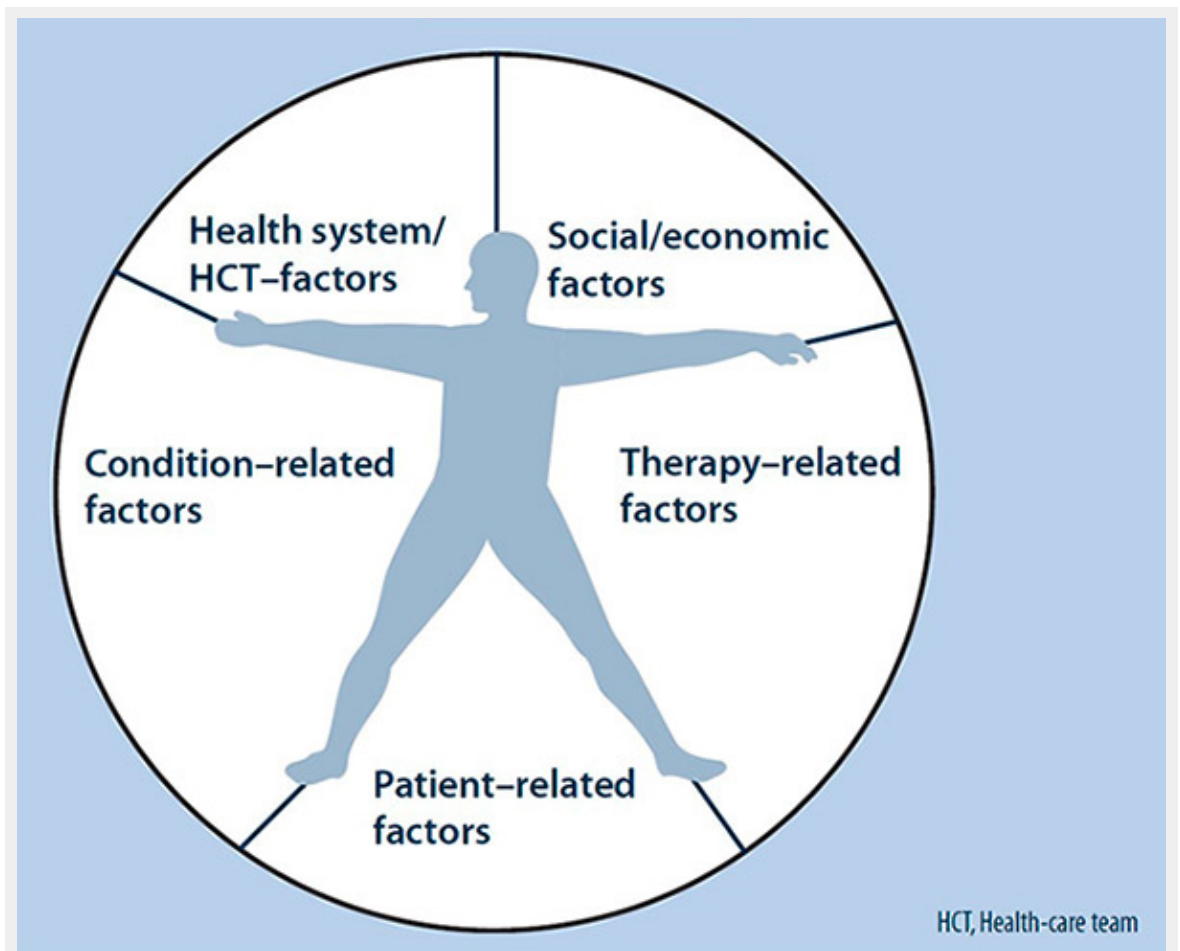 Health system/
HCT–factors
Social/economic
factors
Condition–related
factors
Therapy–related
factors
Patient–related
factors
HCT, Health-care team